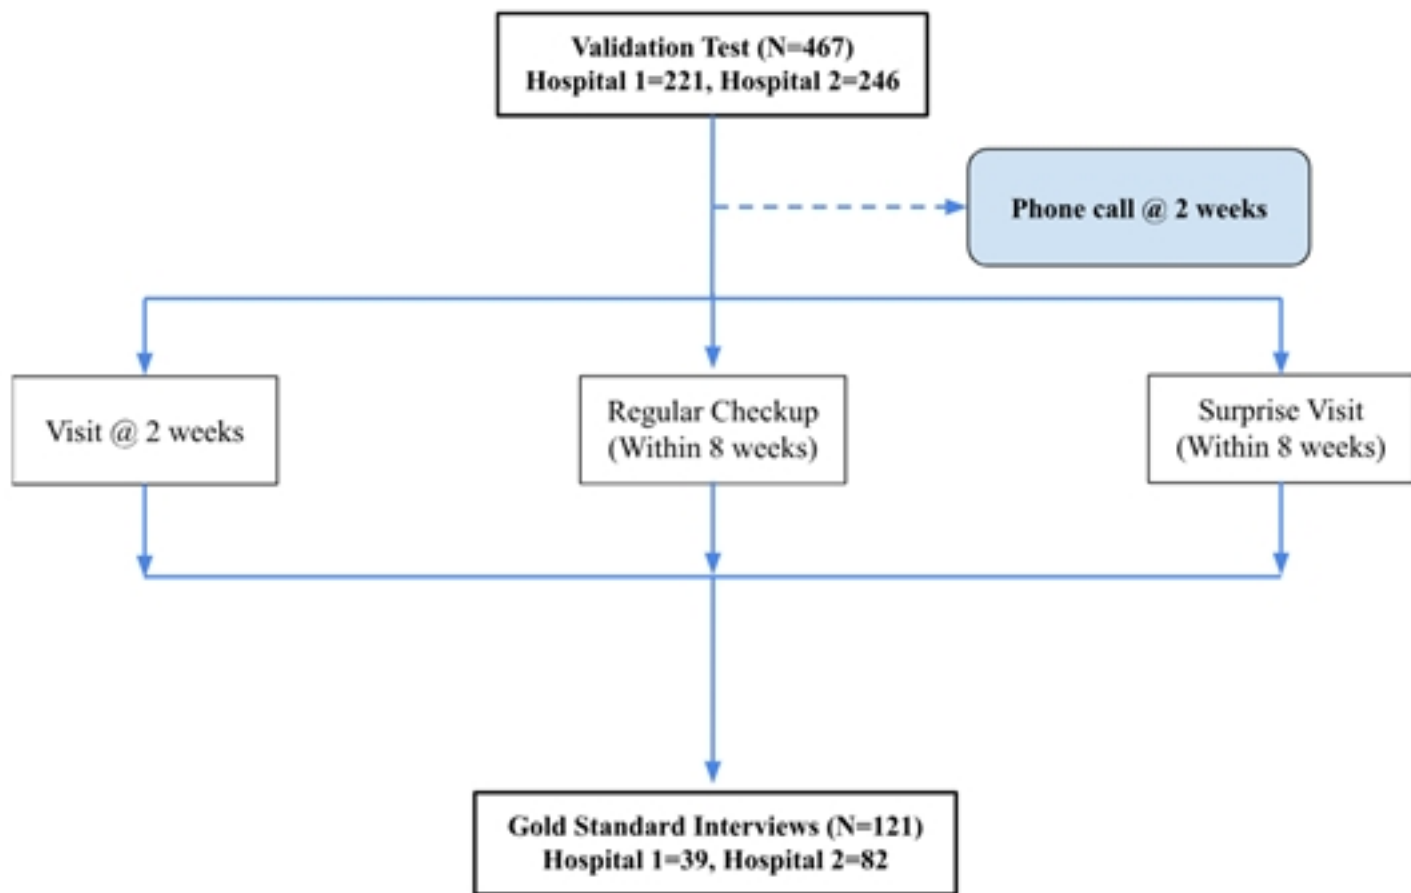 Validation Test (N=467)
Hospital 1=221, Hospital 2=246
Phone call @ 2 weeks
Visit @ 2 weeks
Regular Checkup
(Within 8 weeks)
Surprise Visit
(Within 8 weeks)
Gold Standard Interviews (N=121)
Hospital 1=39, Hospital 2=82